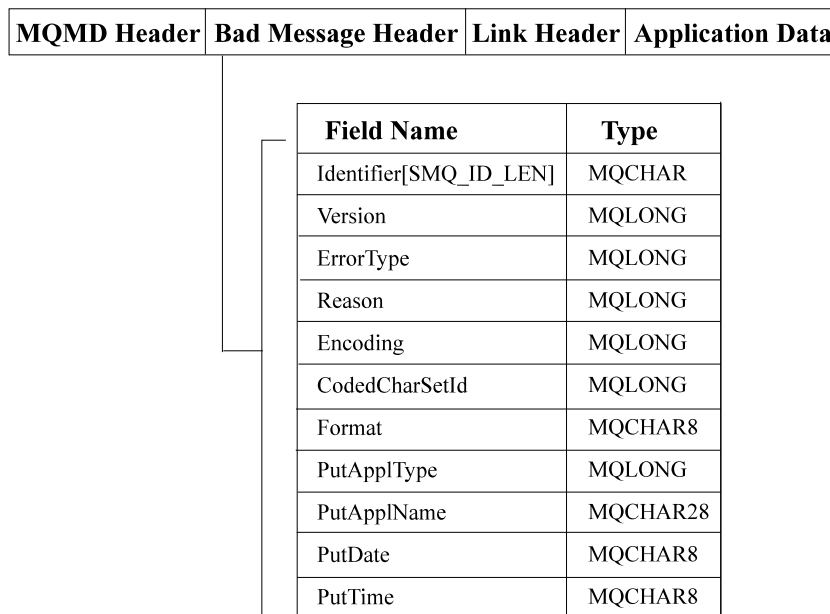 MQMD Header Bad Message Header Link Header Application Data
Field Name Type
Identifier[SMQ_ID_LEN] MQCHAR
Version MQLONG
ErrorType MQLONG
Reason MQLONG
Encoding MQLONG
CodedCharSetId MQLONG
Format MQCHAR8
PutApplType MQLONG
PutApplName MQCHAR28
PutDate MQCHAR8
PutTime MQCHAR8